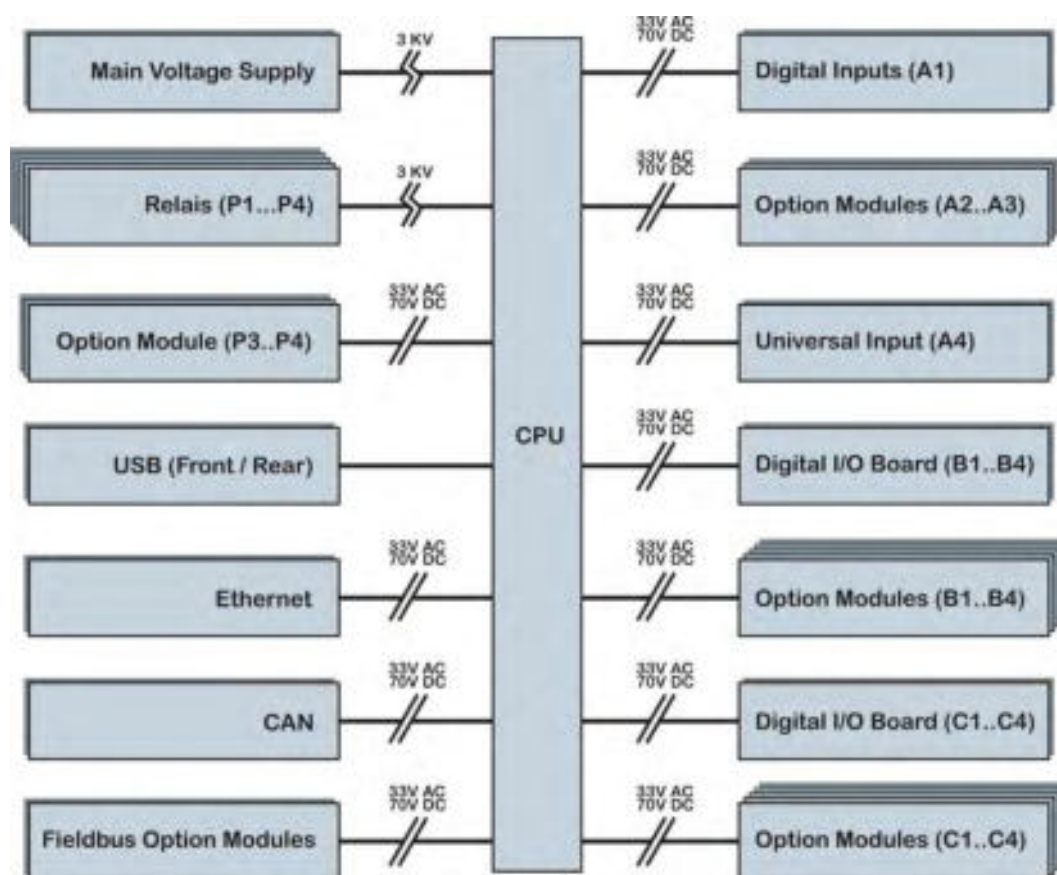 3 KV
33V AC
70V DC
Main Voltage Supply
Digital Inputs (A1)
3 KV
33V AC
70V DC
Relais (P1...P4)
Option Modules (A2..A3)
33V AC
70V DC
33V AC
70V DC
Option Module (P3..P4)
Universal Input (A4)
CPU
33V AC
70V DC
USB (Front / Rear)
Digital I/O Board (B1..B4)
33V AC
70V DC
33V AC
70V DC
Ethernet
Option Modules (B1..B4)
33V AC
70V DC
33V AC
70V DC
CAN
Digital I/O Board (C1..C4)
33V AC
70V DC
33V AC
70V DC
Fieldbus Option Modules
Option Modules (C1..C4)